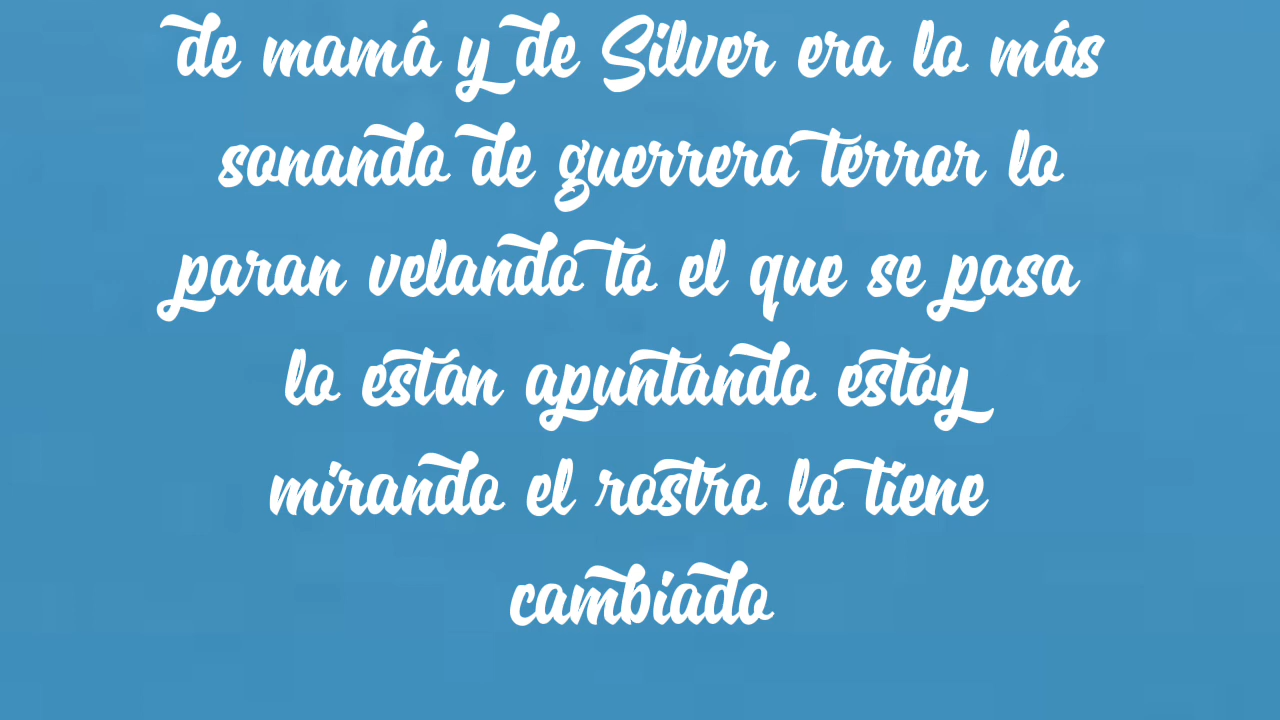 de mamá y de Silver era lo más
sonando de guerrera terror lo
paran velando to el que se pasa
lo están apuntando estoy
mirando el rostro lo tiene
cambiado